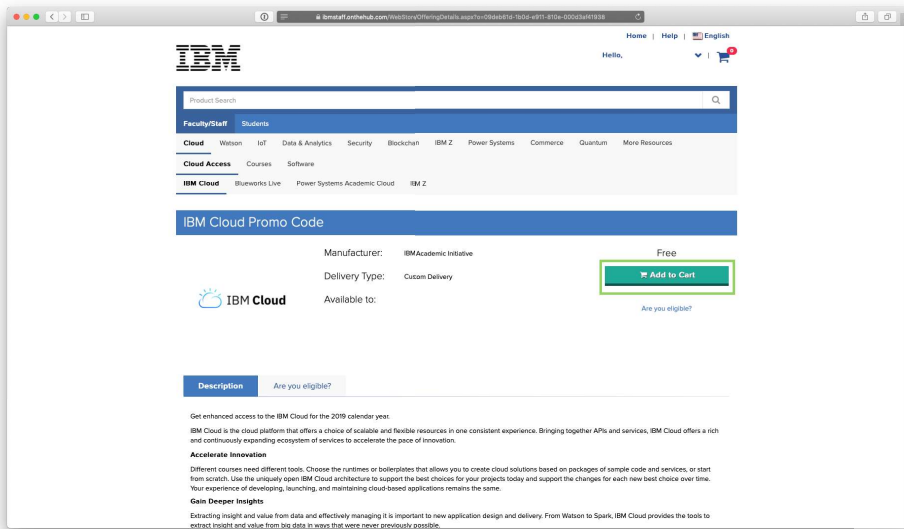 ibmstaff.onthehub.com/WebStore/OfferingDetails.aspx?o=09deb61d-1b0d-e911-810e-000d3af41938
Home | Help | English
IBM
Hello, | 0
Product Search
Faculty/Staff Students
Cloud Watson IoT Data & Analytics Security Blockchain IBM Z Power Systems Commerce Quantum More Resources
Cloud Access Courses Software
IBM Cloud Blueworks Live Power Systems Academic Cloud IBM Z
IBM Cloud Promo Code
Manufacturer: IBM Academic Initiative Free
Delivery Type: Custom Delivery Add to Cart
IBM Cloud Available to: Are you eligible?
Description Are you eligible?
Get enhanced access to the IBM Cloud for the 2019 calendar year.
IBM Cloud is the cloud platform that offers a choice of scalable and flexible resources in one consistent experience. Bringing together APIs and services, IBM Cloud offers a rich
and continuously expanding ecosystem of services to accelerate the pace of innovation.
Accelerate Innovation
Different courses need different tools. Choose the runtimes or boilerplates that allows you to create cloud solutions based on packages of sample code and services, or start
from scratch. Use the uniquely open IBM Cloud architecture to support the best choices for your projects today and support the changes for each new best choice over time.
Your experience of developing, launching, and maintaining cloud-based applications remains the same.
Gain Deeper Insights
Extracting insight and value from data and effectively managing it is important to new application design and delivery. From Watson to Spark, IBM Cloud provides the tools to
extract insight and value from big data in ways that were never previously possible.